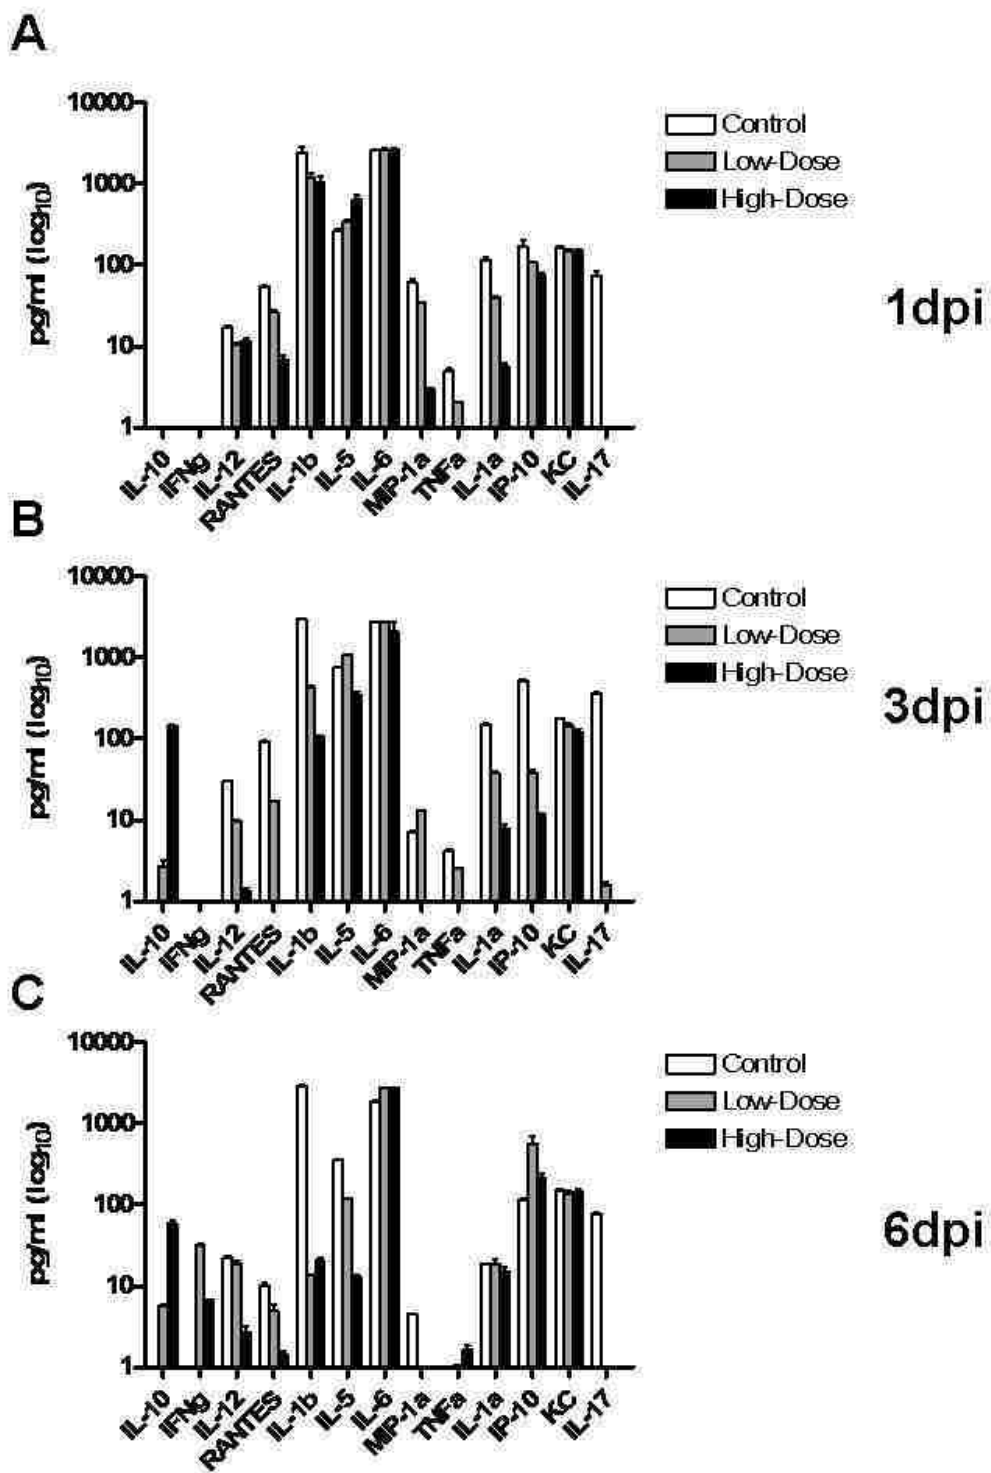 A
10000
1000
100
10
1
pg/ml (log10)
Control
Low-Dose
High-Dose
1dpi
IL-10 IFNg IL-12 RANTES IL-1b IL-5 IL-6 MIP-1a TNFa IL-1a IP-10 KC IL-17
B
10000
1000
100
10
1
pg/ml (log10)
Control
Low-Dose
High-Dose
3dpi
IL-10 IFNg IL-12 RANTES IL-1b IL-5 IL-6 MIP-1a TNFa IL-1a IP-10 KC IL-17
C
10000
1000
100
10
1
pg/ml (log10)
Control
Low-Dose
High-Dose
6dpi
IL-10 IFNg IL-12 RANTES IL-1b IL-5 IL-6 MIP-1a TNFa IL-1a IP-10 KC IL-17